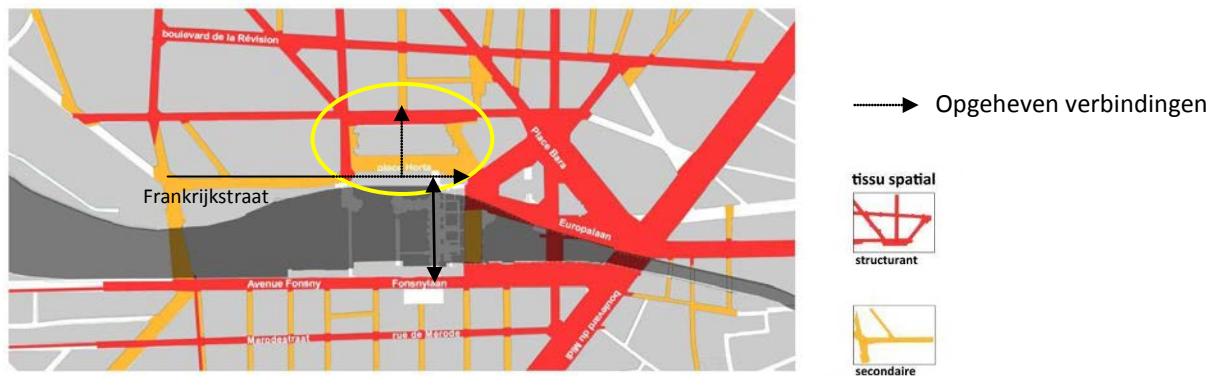 boulevard de la Révision
Opgeheven verbindingen
Place Bara
place Horta
tissu spatial
Frankrijkstraat
Europalaan
structurant
Avenue Fonsny
Fonsnylaan
boulevard du Midi
Merodestraat
rue de Mérode
secondaire